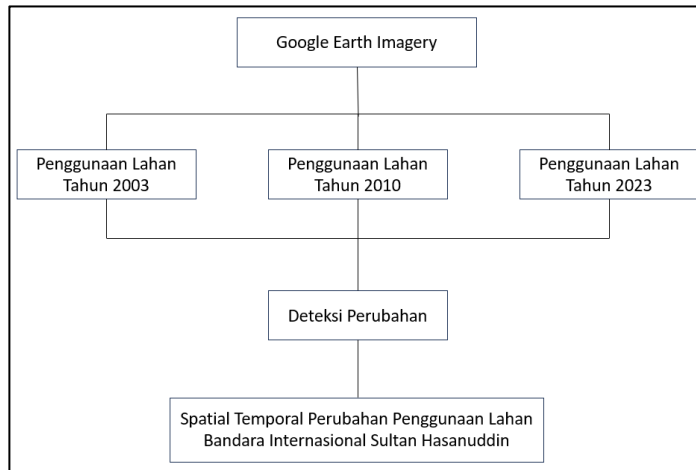 Google Earth Imagery
Penggunaan Lahan
Tahun 2003
Penggunaan Lahan
Tahun 2010
Penggunaan Lahan
Tahun 2023
Deteksi Perubahan
Spatial Temporal Perubahan Penggunaan Lahan
Bandara Internasional Sultan Hasanuddin